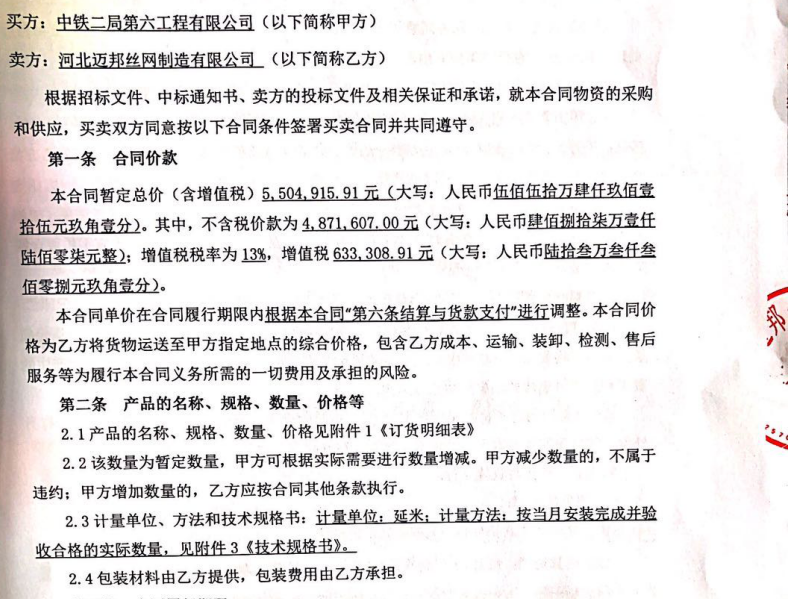 买方：中铁二局第六工程有限公司（以下简称甲方）
卖方：河北迈邦丝网制造有限公司 （以下简称乙方）
根据招标文件、中标通知书、卖方的投标文件及相关保证和承诺，就本合同物资的采购
和供应，买卖双方同意按以下合同条件签署买卖合同并共同遵守。
第一条 合同价款
本合同暂定总价（含增值税）5,504,915.91 元（大写：人民币伍佰伍拾万肆仟玖佰壹
拾伍元玖角壹分）。其中，不含税价款为 4,871,607.00 元（大写：人民币肆佰捌拾柒万壹仟
陆佰零柒元整）；增值税税率为 13%，增值税 633,308.91 元（大写：人民币陆拾叁万叁仟叁
佰零捌元玖角壹分）。
本合同单价在合同履行期限内根据本合同“第六条结算与货款支付”进行调整。本合同价
格为乙方将货物运送至甲方指定地点的综合价格，包含乙方成本、运输、装卸、检测、售后
服务等为履行本合同义务所需的一切费用及承担的风险。
第二条 产品的名称、规格、数量、价格等
2.1 产品的名称、规格、数量、价格见附件 1《订货明细表》
2.2 该数量为暂定数量，甲方可根据实际需要进行数量增减。甲方减少数量的，不属于
违约；甲方增加数量的，乙方应按合同其他条款执行。
2.3 计量单位、方法和技术规格书：计量单位：延米；计量方法：按当月安装完成并验
收合格的实际数量，见附件 3《技术规格书》。
2.4 包装材料由乙方提供，包装费用由乙方承担。
邦